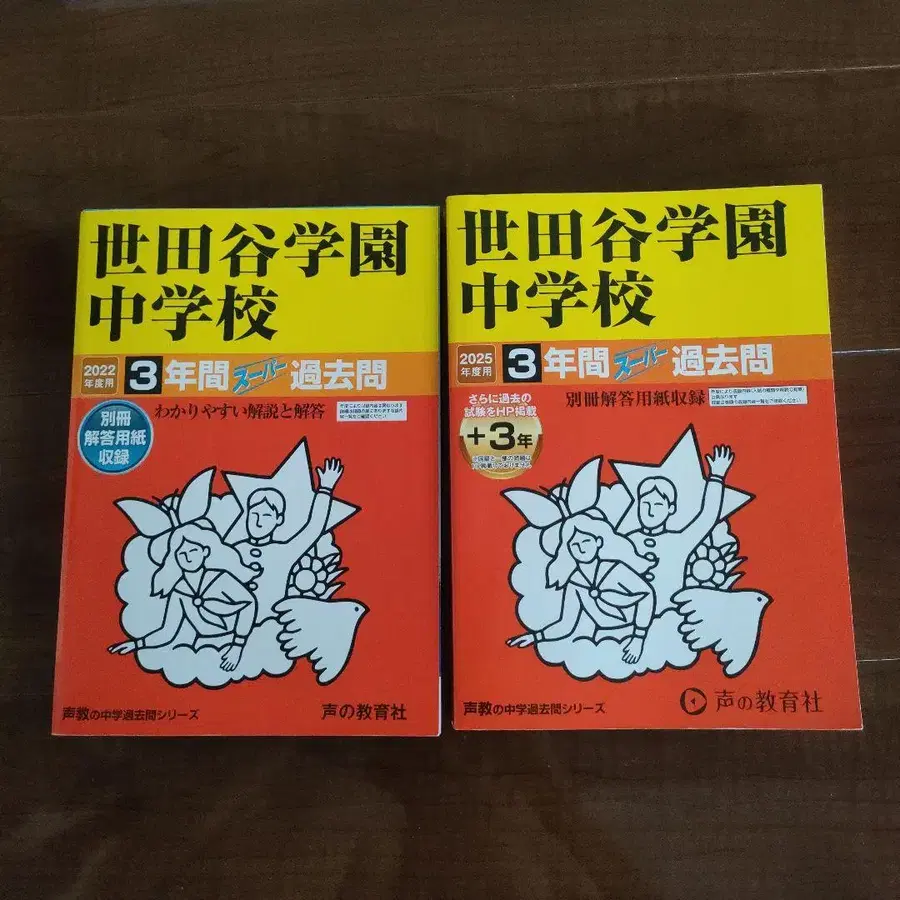 世田谷学園
中学校
2022
年度用
3年間スーパー過去問
別冊
解答用紙
収録
わかりやすい解説と解答
声教の中学過去問シリーズ
声の教育社
世田谷学園
中学校
2025
年度用
3年間スーパー過去問
さらに過去の
試験をHP掲載
+3年
別冊解答用紙収録
声教の中学過去問シリーズ
声の教育社